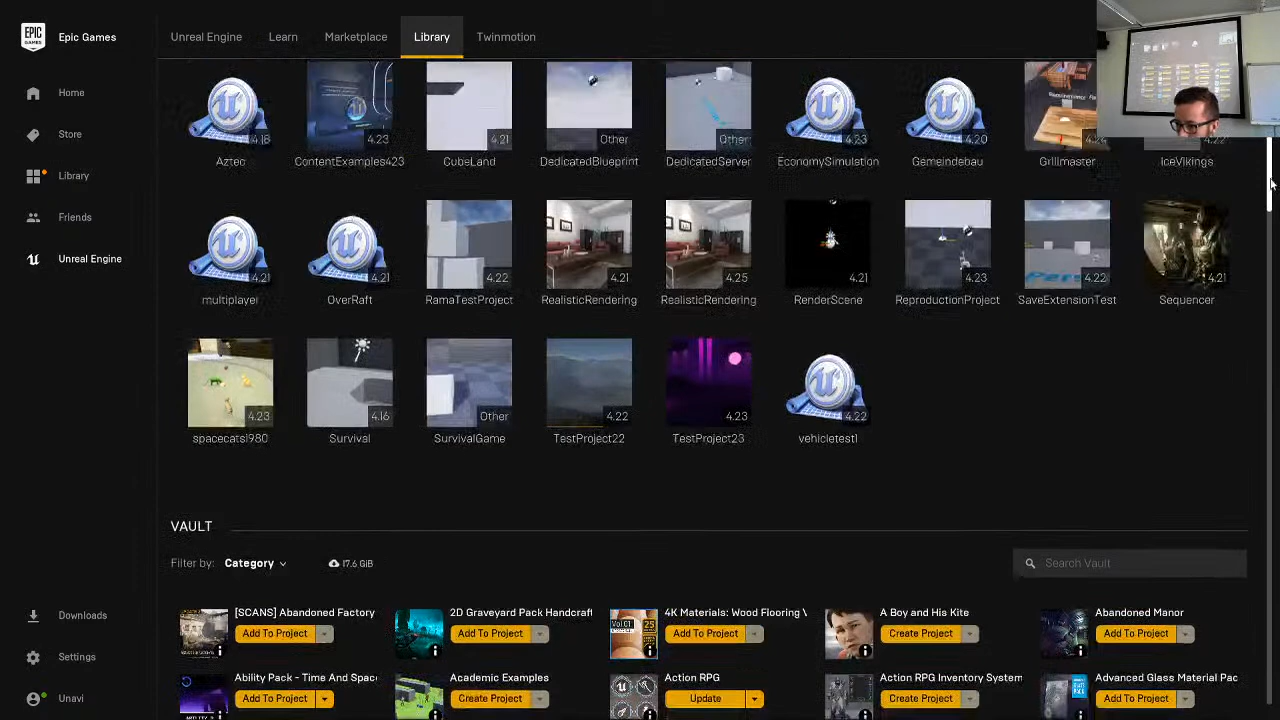 EPIC GAMES
Epic Games
Unreal Engine
Learn
Marketplace
Library
Twinmotion
Home
Store
Library
Friends
Unreal Engine
4.18
4.23
4.21
Other
Other
4.23
4.20
Aztec
ContentExamples423
CubeLand
DedicatedBlueprint
DedicatedServer
EconomySimulation
Gemeindebau
Grillmaster
IceVikings
4.21
4.21
4.22
4.21
4.25
4.21
4.23
4.22
4.21
multiplayer
OverRaft
RamaTestProject
RealisticRendering
RealisticRendering
RenderScene
ReproductionProject
SaveExtensionTest
Sequencer
4.23
4.16
Other
4.22
4.23
4.22
spacecats1980
Survival
SurvivalGame
TestProject22
TestProject23
vehicletest1
VAULT
Filter by: Category
17.6 GiB
Search Vault
[SCANS] Abandoned Factory
Add To Project
2D Graveyard Pack Handcraft
Add To Project
4K Materials: Wood Flooring
Add To Project
A Boy and His Kite
Create Project
Abandoned Manor
Add To Project
Ability Pack - Time And Space
Add To Project
Academic Examples
Create Project
Action RPG
Update
Action RPG Inventory System
Create Project
Advanced Glass Material Pac
Add To Project
Downloads
Settings
Unavi